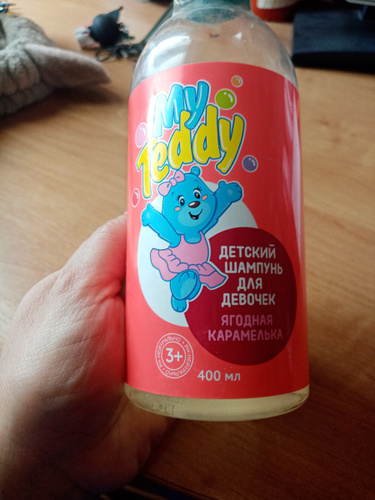 My
Teddy
ДЕТСКИЙ
ШАМПУНЬ
ДЛЯ
ДЕВОЧЕК
ЯГОДНАЯ
КАРАМЕЛЬКА
3+
400 мл